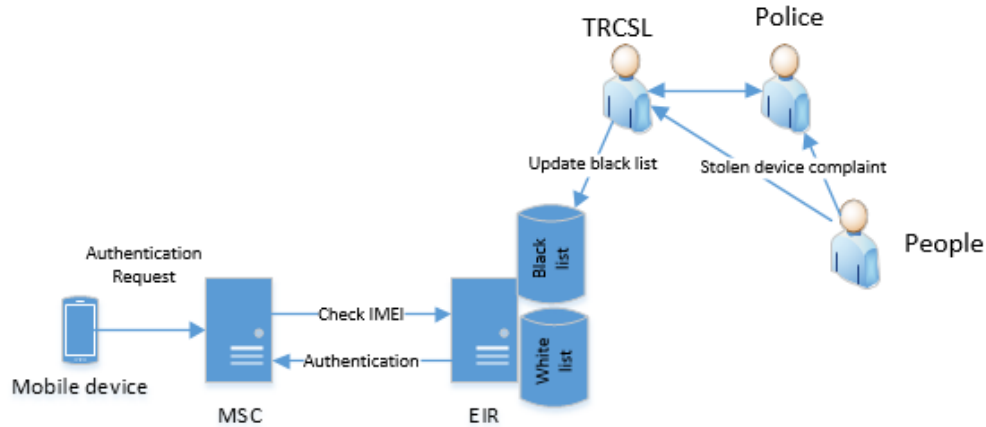 Police
TRCSL
Update black list
Stolen device complaint
People
Black
list
Authentication
Request
Check IMEI
Authentication
White
list
Mobile device
MSC
EIR